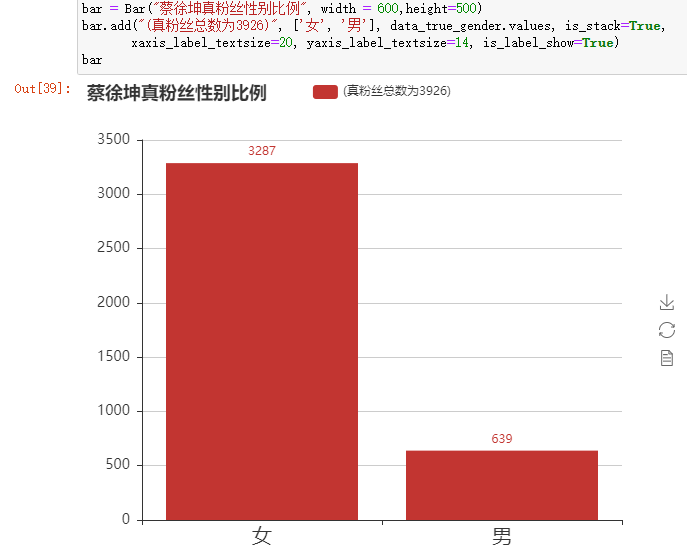 bar = Bar("蔡徐坤真粉丝性别比例", width = 600,height=500)
bar.add("(真粉丝总数为3926)", ['女', '男'], data_true_gender.values, is_stack=True,
xaxis_label_textsize=20, yaxis_label_textsize=14, is_label_show=True)
bar
Out[39]:
蔡徐坤真粉丝性别比例
(真粉丝总数为3926)
3500
3000
2500
2000
1500
1000
500
0
3287
639
女
男